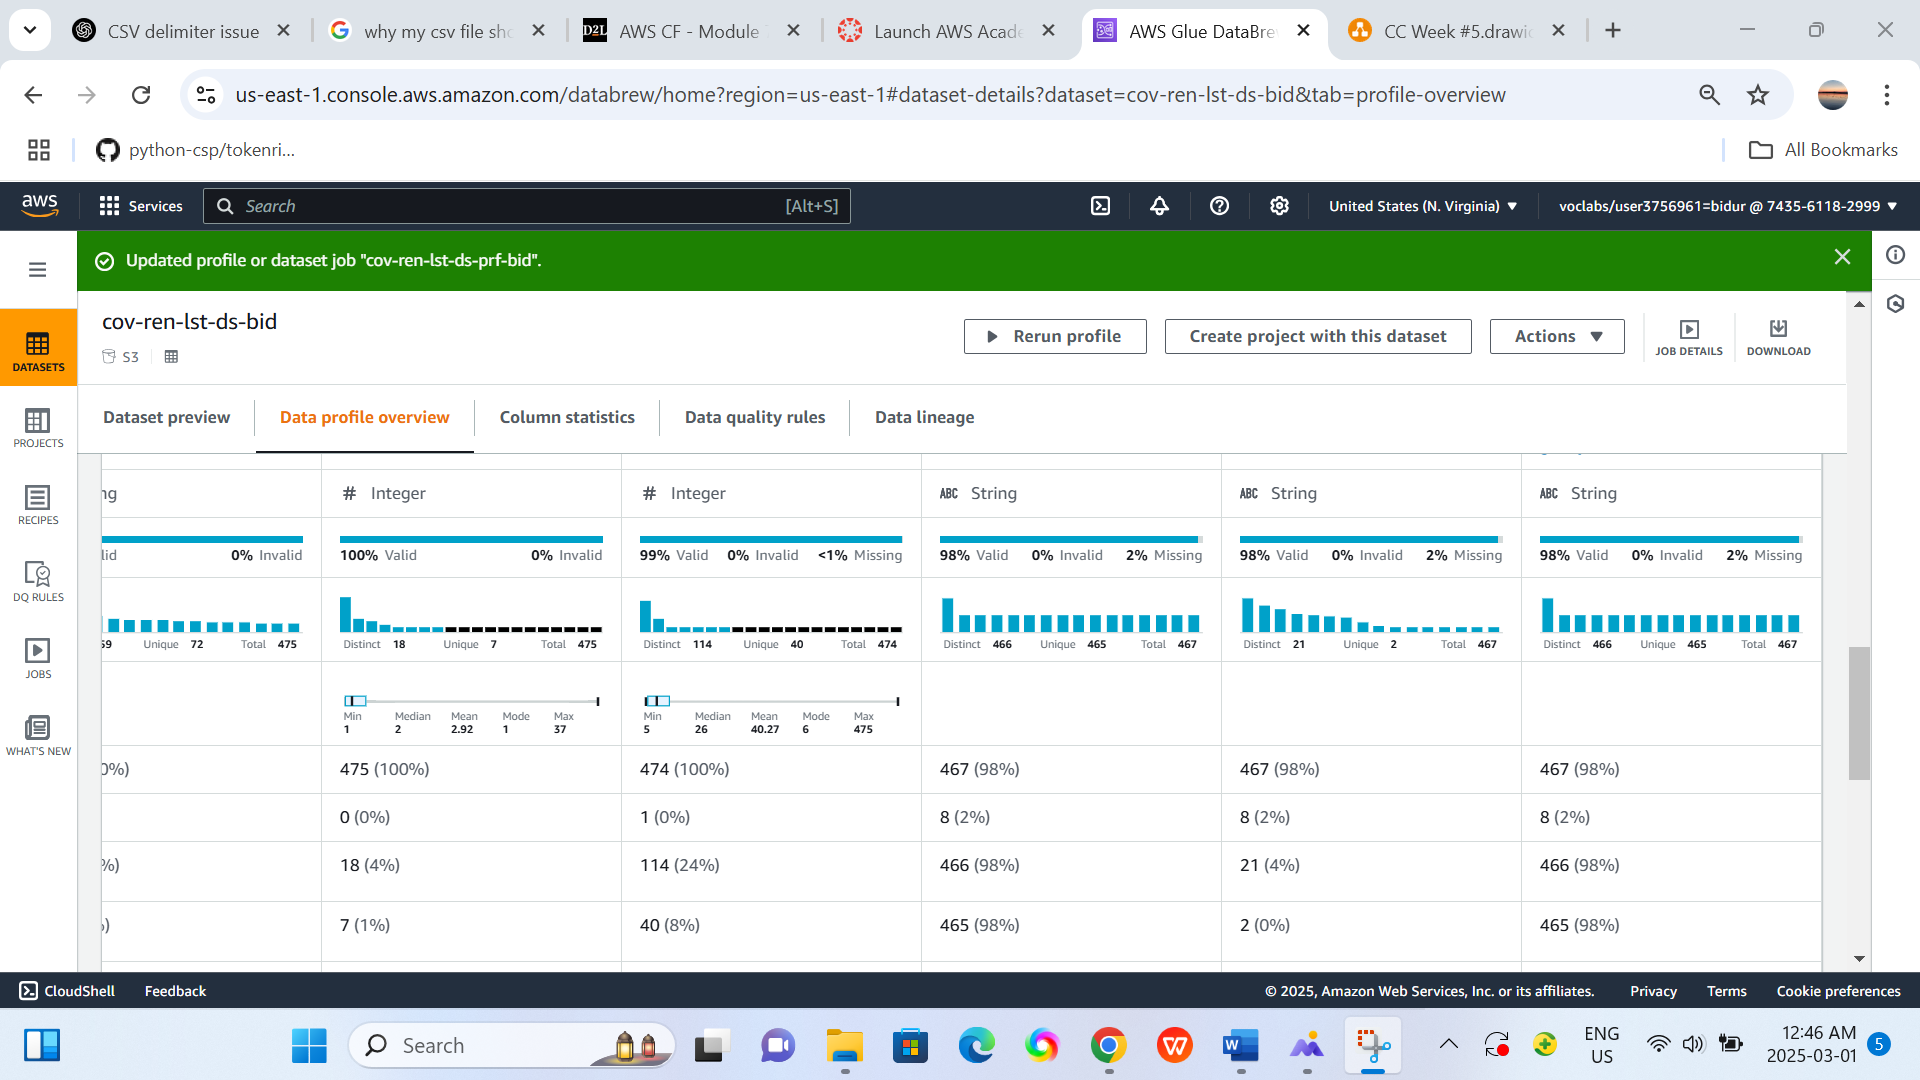 CSV delimiter issue
why my csv file sho
D2L AWS CF - Module
Launch AWS Acade
AWS Glue DataBre
CC Week #5.drawi
us-east-1.console.aws.amazon.com/databrew/home?region=us-east-1#dataset-details?dataset=cov-ren-lst-ds-bid&tab=profile-overview
python-csp/tokenri...
All Bookmarks
aws
Services
Search
[Alt+S]
United States (N. Virginia)
voclabs/user3756961=bidur @ 7435-6118-2999
Updated profile or dataset job "cov-ren-lst-ds-prf-bid".
cov-ren-lst-ds-bid
S3
Rerun profile
Create project with this dataset
Actions
JOB DETAILS
DOWNLOAD
DATASETS
PROJECTS
RECIPES
DQ RULES
JOBS
WHAT'S NEW
Dataset preview
Data profile overview
Column statistics
Data quality rules
Data lineage
ng
# Integer
# Integer
ABC String
ABC String
ABC String
lid 0% Invalid
100% Valid 0% Invalid
99% Valid 0% Invalid <1% Missing
98% Valid 0% Invalid 2% Missing
98% Valid 0% Invalid 2% Missing
98% Valid 0% Invalid 2% Missing
59 Unique 72 Total 475
Distinct 18 Unique 7 Total 475
Distinct 114 Unique 40 Total 474
Distinct 466 Unique 465 Total 467
Distinct 21 Unique 2 Total 467
Distinct 466 Unique 465 Total 467
Min Median Mean Mode Max
1 2 2.92 1 37
Min Median Mean Mode Max
5 26 40.27 6 475
0%) 475 (100%) 474 (100%) 467 (98%) 467 (98%) 467 (98%)
0 (0%) 1 (0%) 8 (2%) 8 (2%) 8 (2%)
%) 18 (4%) 114 (24%) 466 (98%) 21 (4%) 466 (98%)
) 7 (1%) 40 (8%) 465 (98%) 2 (0%) 465 (98%)
CloudShell
Feedback
© 2025, Amazon Web Services, Inc. or its affiliates.
Privacy
Terms
Cookie preferences
Search
ENG
US
12:46 AM
2025-03-01
5